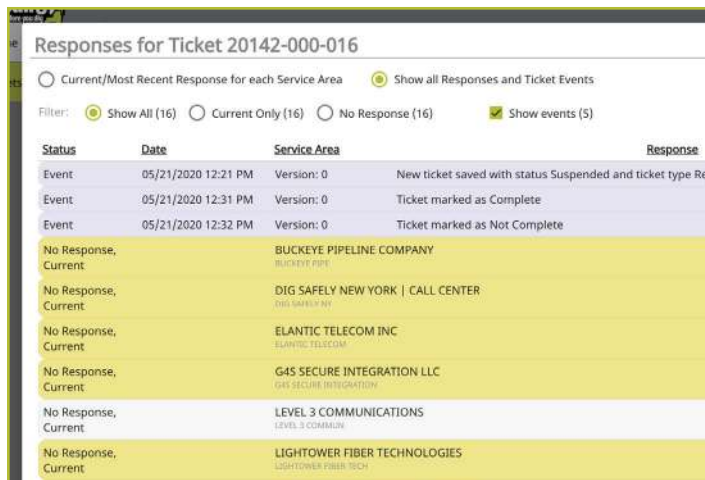 Responses for Ticket 20142-000-016
Current/Most Recent Response for each Service Area Show all Responses and Ticket Events
Filter: Show All (16) Current Only (16) No Response (16) Show events (5)
Status Date Service Area Response
Event 05/21/2020 12:21 PM Version: 0 New ticket saved with status Suspended and ticket type Re
Event 05/21/2020 12:31 PM Version: 0 Ticket marked as Complete
Event 05/21/2020 12:32 PM Version: 0 Ticket marked as Not Complete
No Response, BUCKEYE PIPELINE COMPANY
Current BUCKEYE PIPE
No Response, DIG SAFELY NEW YORK | CALL CENTER
Current DIG SAFELY NY
No Response, ELANTIC TELECOM INC
Current ELANTIC TELECOM
No Response, G4S SECURE INTEGRATION LLC
Current G4S SECURE INTEGRATION
No Response, LEVEL 3 COMMUNICATIONS
Current LEVEL 3 COMMUN
No Response, LIGHTOWER FIBER TECHNOLOGIES
Current LIGHTOWER FIBER TECH